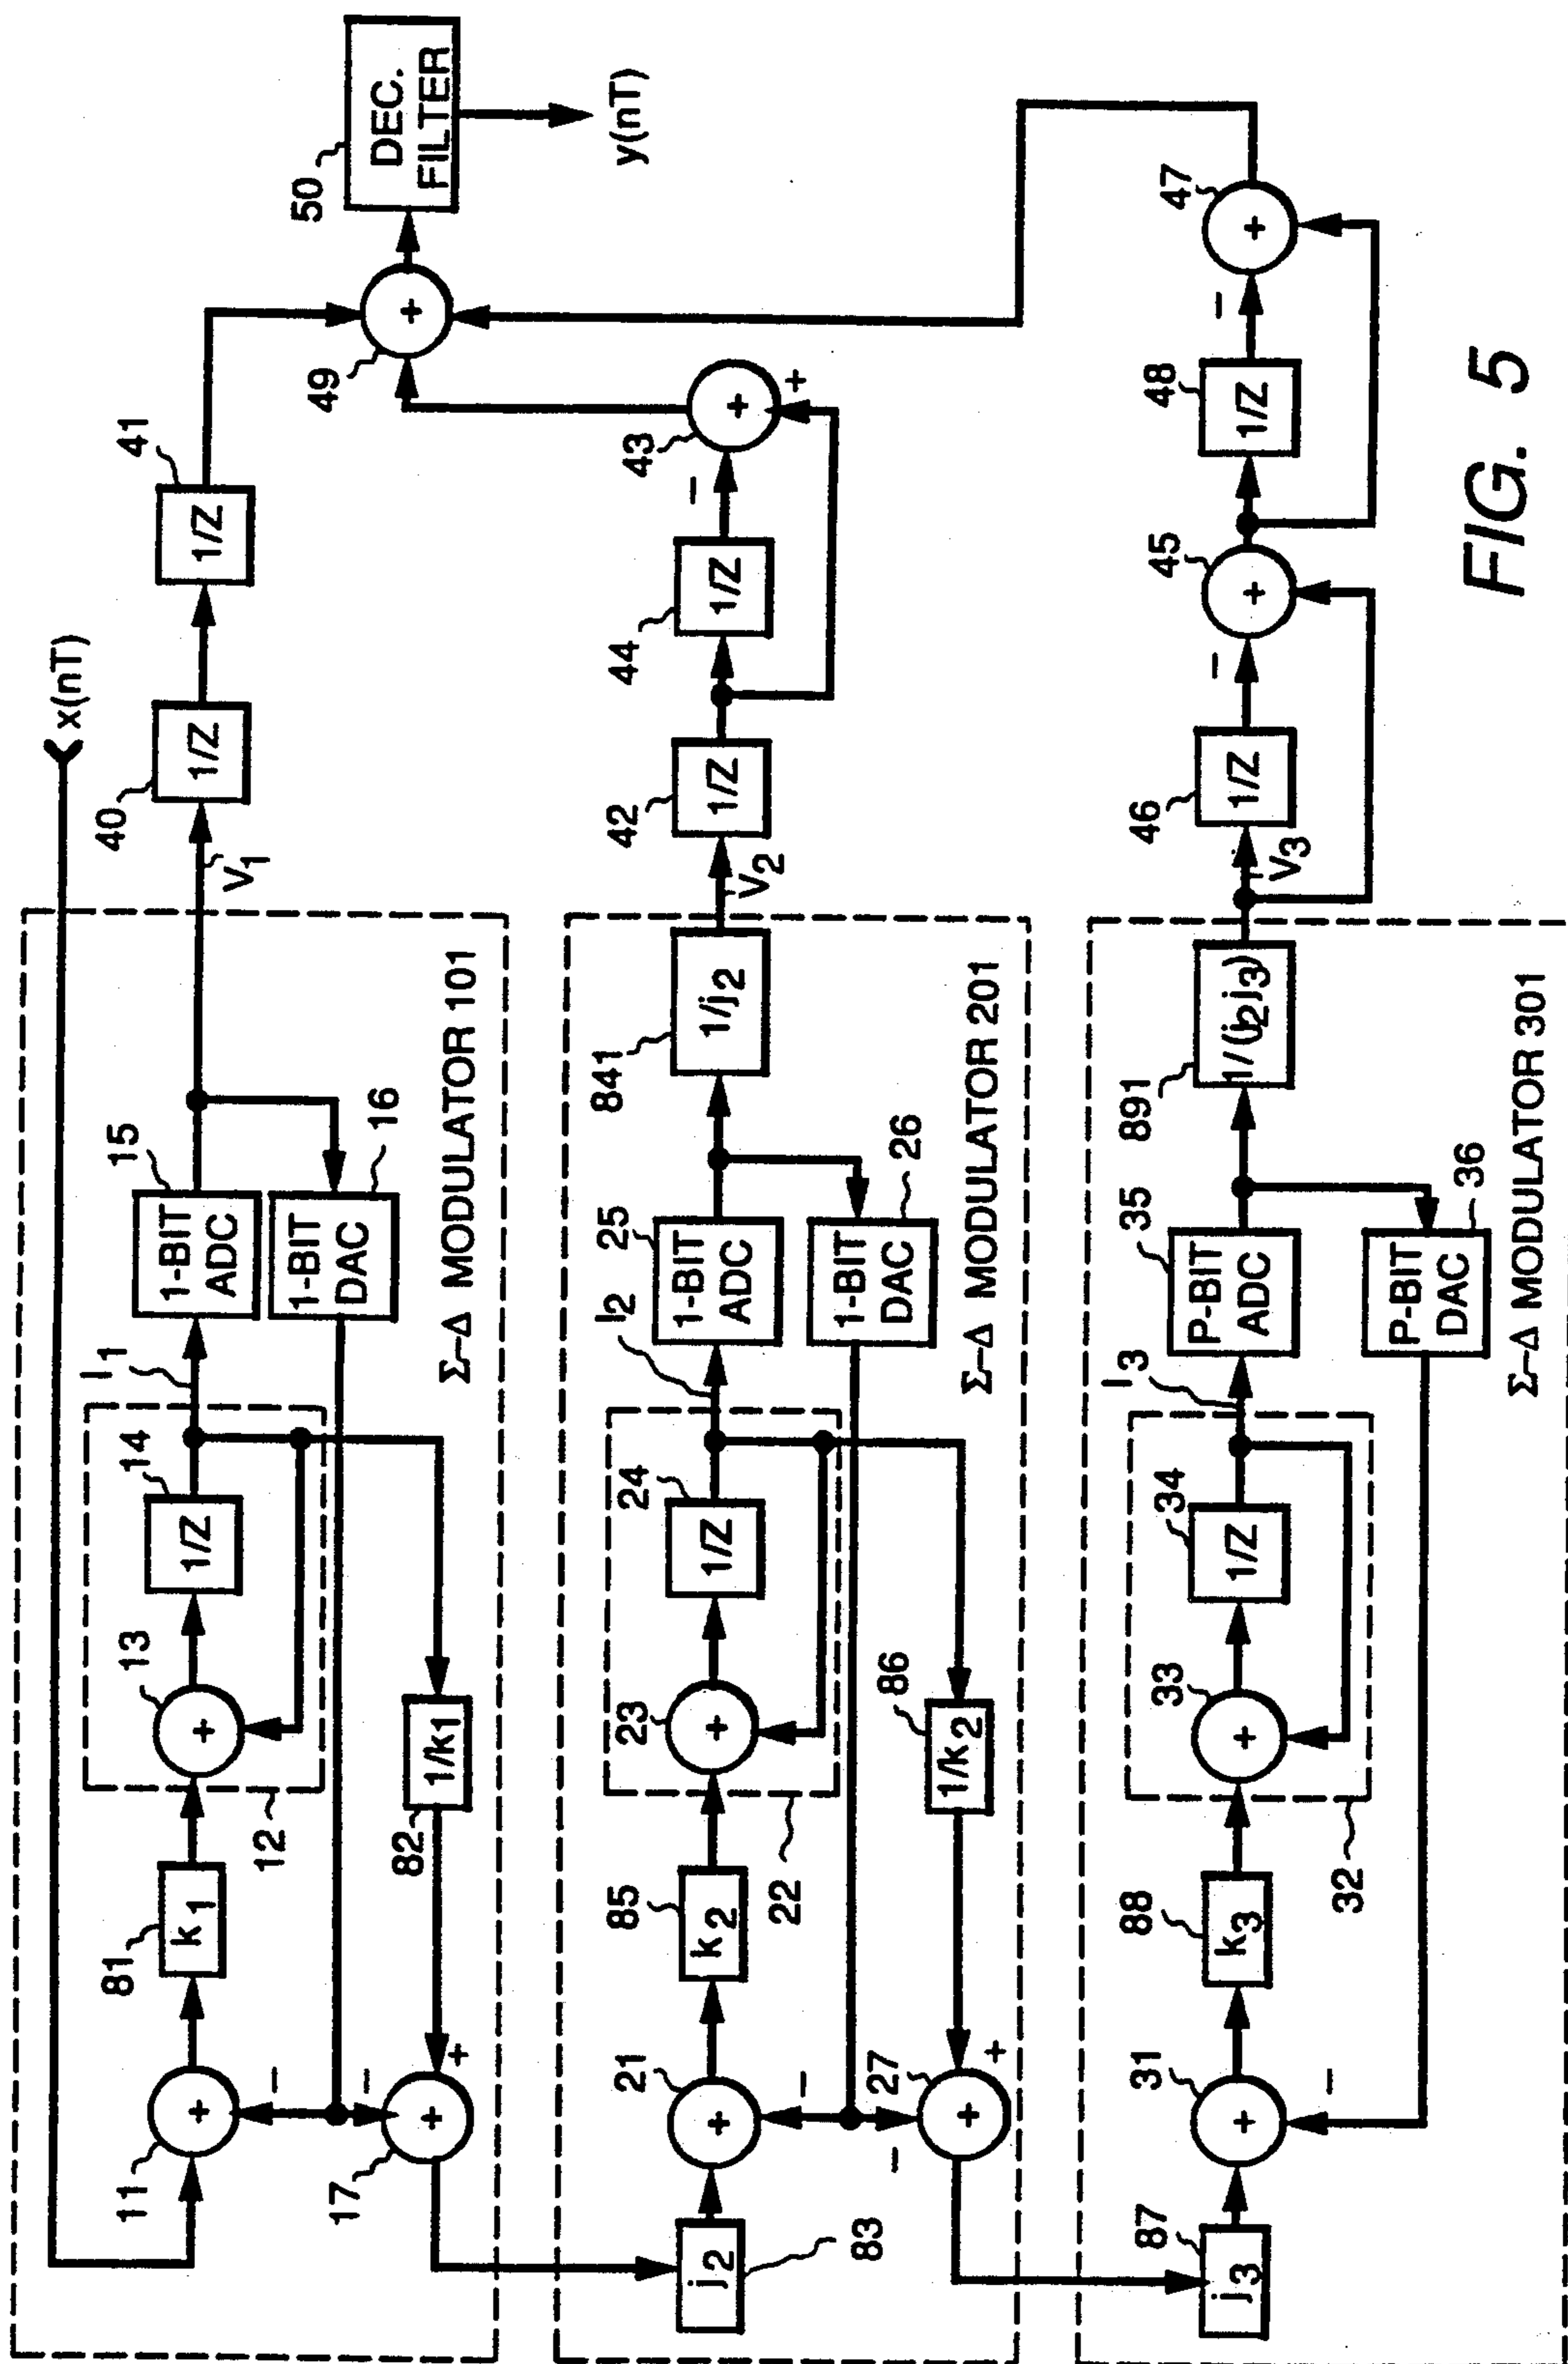 x(nT)
11
81
k1
12
13
14
1/Z
I1
15
1-BIT
ADC
1-BIT
DAC
16
V1
40
1/Z
41
1/Z
17
82
1/k1
Σ–Δ MODULATOR 101
49
50
DEC.
FILTER
y(nT)
j2
83
21
85
k2
22
23
24
1/Z
I2
25
1-BIT
ADC
1-BIT
DAC
26
841
1/j2
V2
42
1/Z
44
1/Z
43
27
86
1/k2
Σ–Δ MODULATOR 201
87
j3
31
88
k3
32
33
34
1/Z
I3
35
P-BIT
ADC
P-BIT
DAC
36
891
1/(j2j3)
V3
46
1/Z
45
48
1/Z
47
Σ–Δ MODULATOR 301
FIG. 5